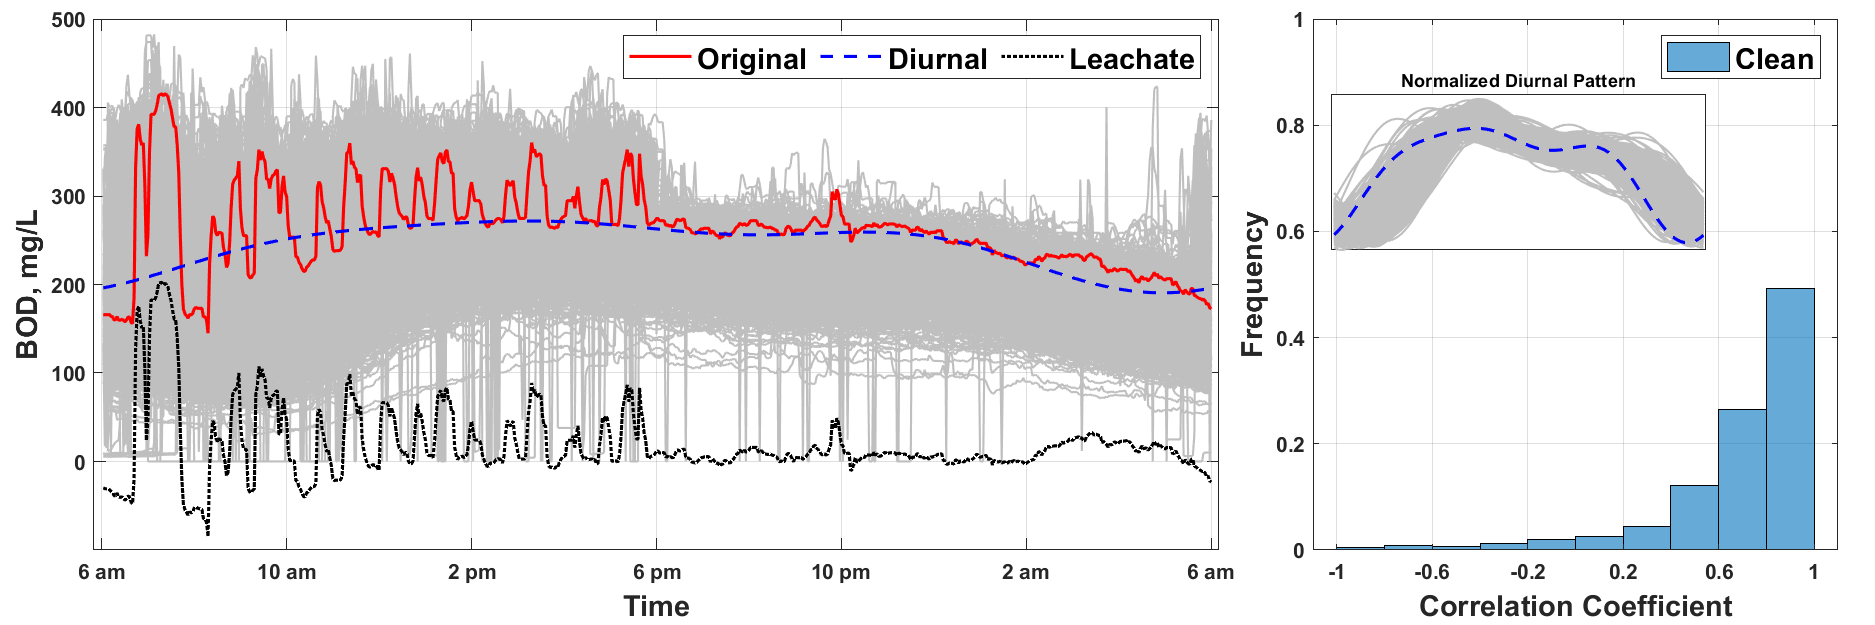 500
400
300
200
100
0
BOD, mg/L
Original Diurnal Leachate
6 am 10 am 2 pm 6 pm 10 pm 2 am 6 am
Time
1
0.8
0.6
0.4
0.2
0
Frequency
Clean
Normalized Diurnal Pattern
-1 -0.6 -0.2 0.2 0.6 1
Correlation Coefficient